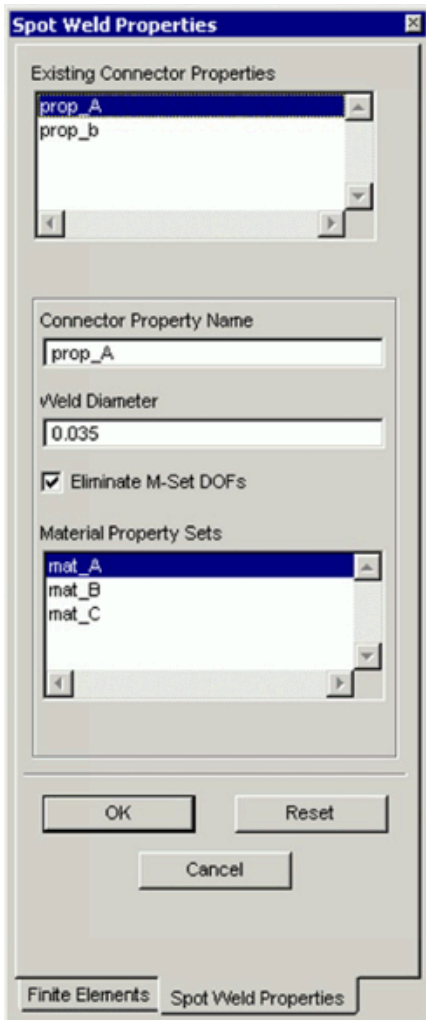 Spot Weld Properties
Existing Connector Properties
prop_A
prop_b
Connector Property Name
prop_A
Weld Diameter
0.035
Eliminate M-Set DOFs
Material Property Sets
mat_A
mat_B
mat_C
OK Reset
Cancel
Finite Elements Spot Weld Properties